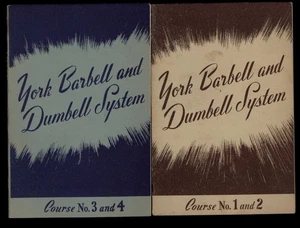 York Barbell and
Dumbell System
Course No. 3 and 4
York Barbell and
Dumbell System
Course No. 1 and 2